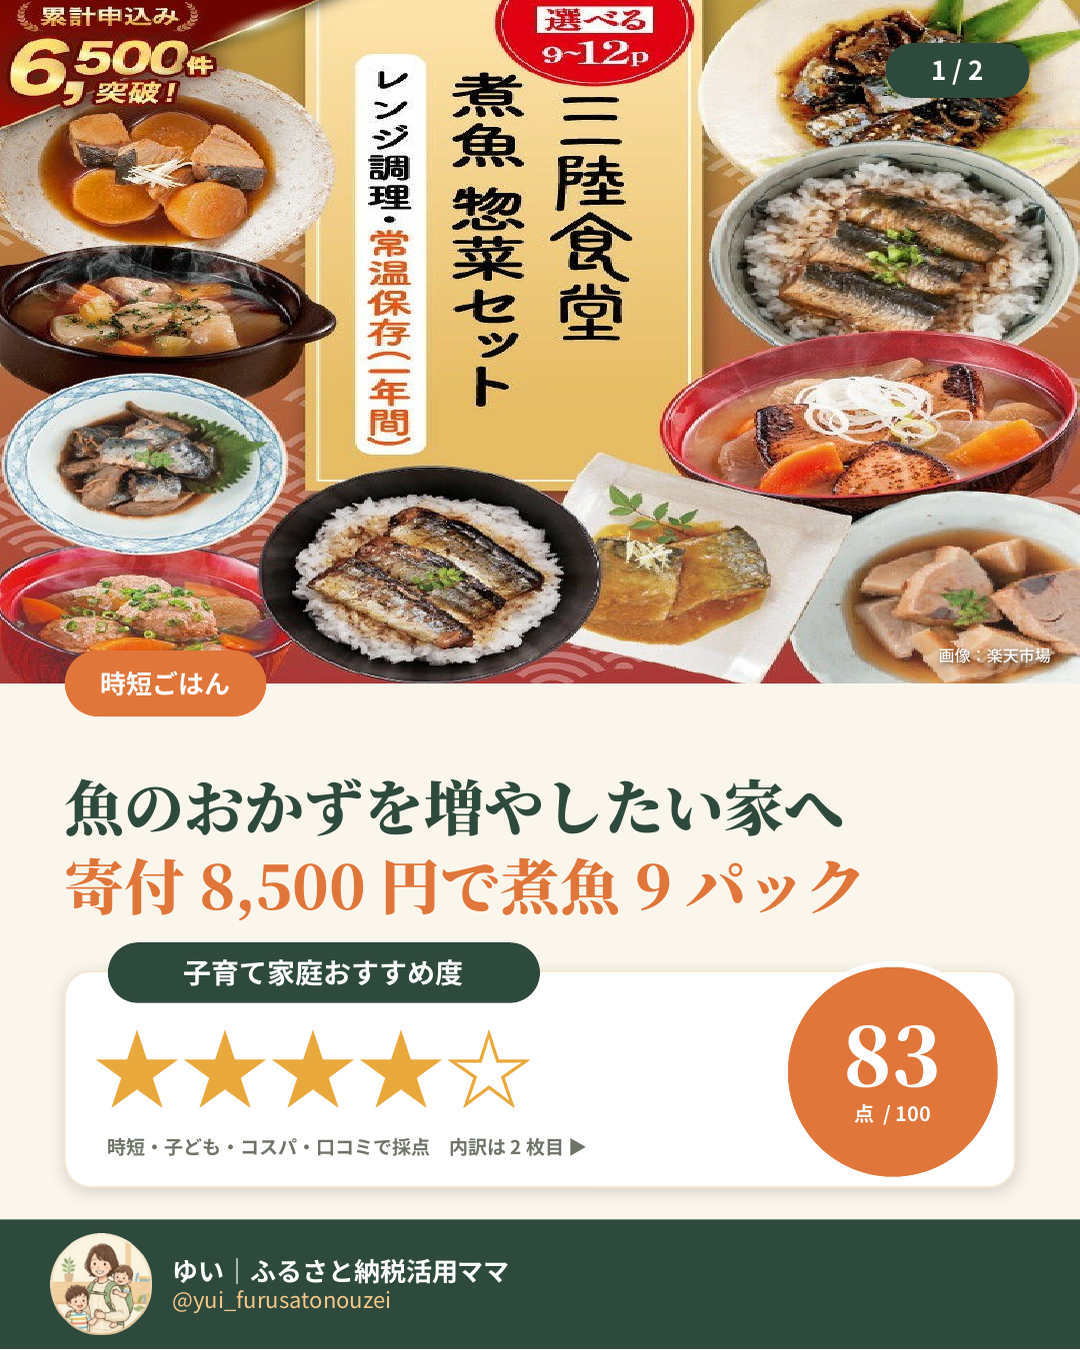 累計申込み
6,500件
突破！
選べる
9~12p
三陸食堂
煮魚 惣菜セット
レンジ調理・常温保存(一年間)
1 / 2
画像：楽天市場
時短ごはん
魚のおかずを増やしたい家へ
寄付 8,500 円で煮魚 9 パック
子育て家庭おすすめ度
★★★★☆
83
点 / 100
時短・子ども・コスパ・口コミで採点　内訳は 2 枚目 ▶
ゆい｜ふるさと納税活用ママ
@yui_furusatonouzei